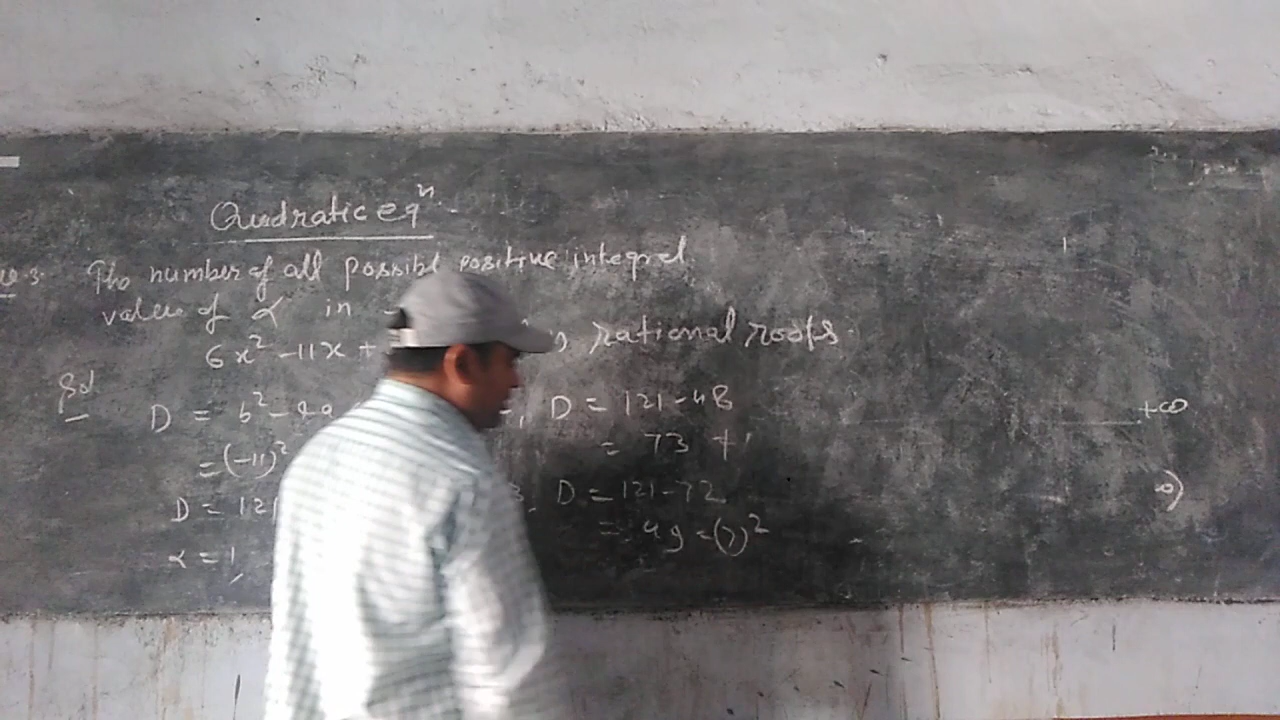 Quadratic eqn.
The number of all possible positive integral
value of α in
6x² -11x + rational roots.
Sol
D = b² - 4a , D = 121-48
= (-11)² = 73 +
D = 121 D = 121-72
= 49 = (7)²
α = 1,
+∞
∞)